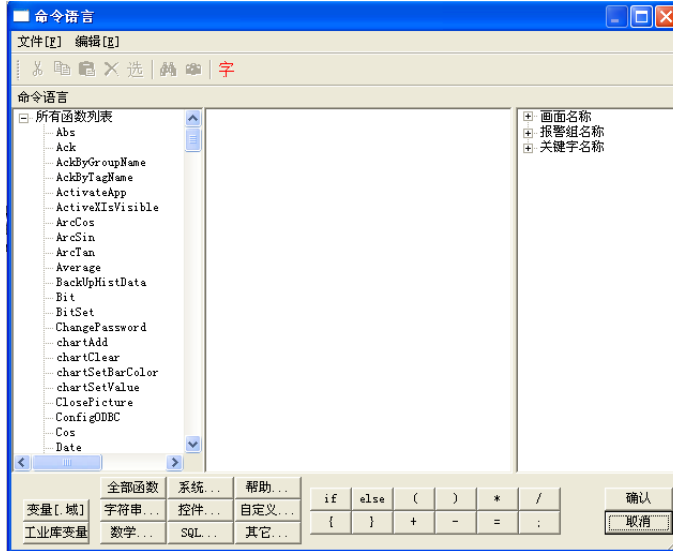 命令语言
文件[F] 编辑[E]
选 字
命令语言
所有函数列表
Abs
Ack
AckByGroupName
AckByTagName
ActivateApp
ActiveXIsVisible
ArcCos
ArcSin
ArcTan
Average
BackUpHistData
Bit
BitSet
ChangePassword
chartAdd
chartClear
chartSetBarColor
chartSetValue
ClosePicture
ConfigODBC
Cos
Date
画面名称
报警组名称
关键字名称
全部函数 系统... 帮助...
变量[.域] 字符串... 控件... 自定义...
工业库变量 数学... SQL... 其它...
if else ( ) * /
{ } + - = ;
确认
取消